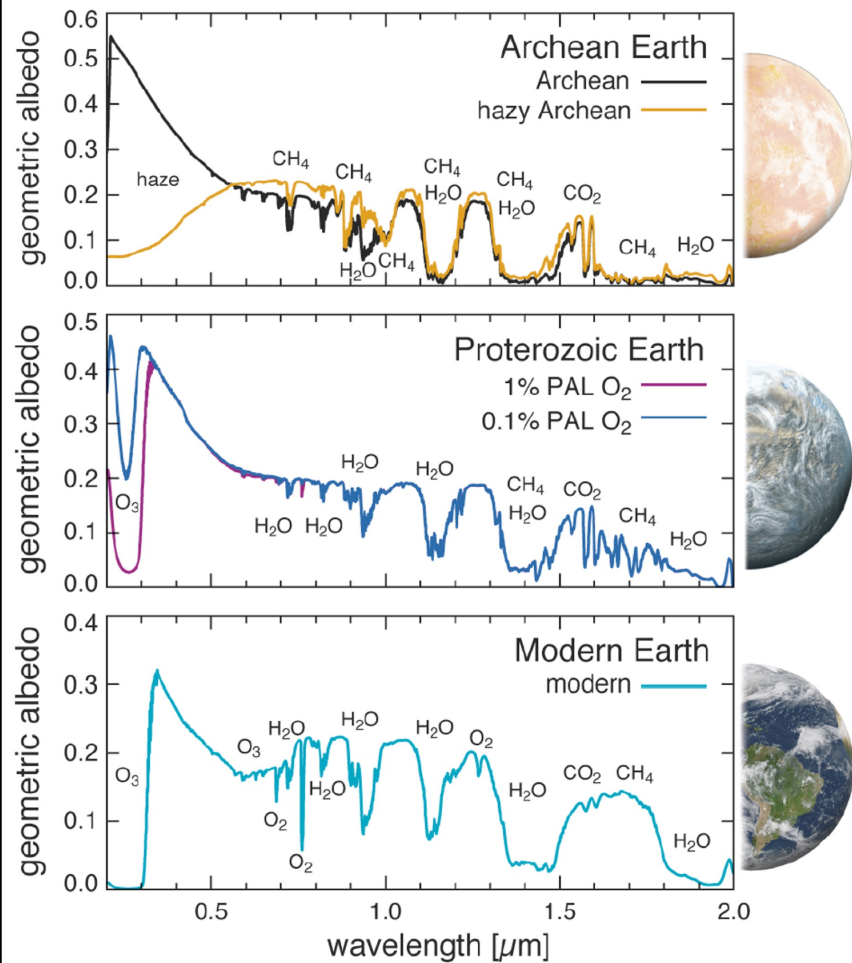 Archean Earth
Archean
hazy Archean
geometric albedo
0.6
0.5
0.4
0.3
0.2
0.1
0.0
haze
CH₄
CH₄
CH₄
H₂O
CH₄
H₂O
CO₂
H₂O
CH₄
CH₄
H₂O
Proterozoic Earth
1% PAL O₂
0.1% PAL O₂
geometric albedo
0.5
0.4
0.3
0.2
0.1
0.0
O₃
H₂O
H₂O
H₂O
H₂O
CH₄
H₂O
CO₂
CH₄
H₂O
Modern Earth
modern
geometric albedo
0.4
0.3
0.2
0.1
0.0
O₃
O₃
H₂O
O₂
O₂
H₂O
H₂O
H₂O
O₂
H₂O
CO₂
CH₄
H₂O
0.5
1.0
1.5
2.0
wavelength [μm]